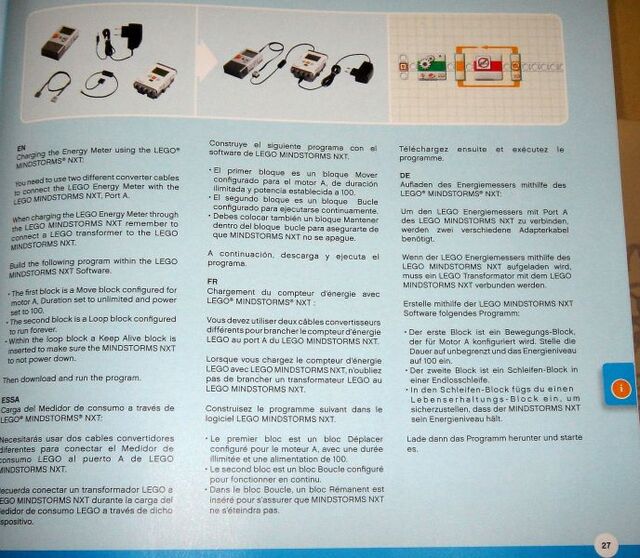 EN
Charging the Energy Meter using the LEGO®
MINDSTORMS® NXT:
You need to use two different converter cables
to connect the LEGO Energy Meter with the
LEGO MINDSTORMS NXT, Port A.
When charging the LEGO Energy Meter through
the LEGO MINDSTORMS NXT remember to
connect a LEGO transformer to the LEGO
MINDSTORMS NXT.
Build the following program within the LEGO
MINDSTORMS NXT Software.
• The first block is a Move block configured for
motor A, Duration set to unlimited and power
set to 100.
• The second block is a Loop block configured
to run forever.
• Within the loop block a Keep Alive block is
inserted to make sure the MINDSTORMS NXT
to not power down.
Then download and run the program.
ESSA
Carga del Medidor de consumo a través de
LEGO® MINDSTORMS® NXT:
Necesitarás usar dos cables convertidores
diferentes para conectar el Medidor de
consumo LEGO al puerto A de LEGO
MINDSTORMS NXT.
ecuerda conectar un transformador LEGO a
LEGO MINDSTORMS NXT durante la carga del
Medidor de consumo LEGO a través de dicho
spositivo.
Construye el siguiente programa con el
software de LEGO MINDSTORMS NXT.
• El primer bloque es un bloque Mover
configurado para el motor A, de duración
ilimitada y potencia establecida a 100.
• El segundo bloque es un bloque Bucle
configurado para ejecutarse continuamente.
• Debes colocar también un bloque Mantener
dentro del bloque bucle para asegurarte de
que MINDSTORMS NXT no se apague.
A continuación, descarga y ejecuta el
programa.
FR
Chargement du compteur d'énergie avec
LEGO® MINDSTORMS® NXT :
Vous devez utiliser deux câbles convertisseurs
différents pour brancher le compteur d'énergie
LEGO au port A du LEGO MINDSTORMS NXT.
Lorsque vous chargez le compteur d'énergie
LEGO avec LEGO MINDSTORMS NXT, n'oubliez
pas de brancher un transformateur LEGO au
LEGO MINDSTORMS NXT.
Construisez le programme suivant dans le
logiciel LEGO MINDSTORMS NXT.
• Le premier bloc est un bloc Déplacer
configuré pour le moteur A, avec une durée
illimitée et une alimentation de 100.
• Le second bloc est un bloc Boucle configuré
pour fonctionner en continu.
• Dans le bloc Boucle, un bloc Rémanent est
inséré pour s'assurer que MINDSTORMS NXT
ne s'éteindra pas.
Téléchargez ensuite et exécutez le
programme.
DE
Aufladen des Energiemessers mithilfe des
LEGO® MINDSTORMS® NXT:
Um den LEGO Energiemesser mit Port A
des LEGO MINDSTORMS NXT zu verbinden,
werden zwei verschiedene Adapterkabel
benötigt.
Wenn der LEGO Energiemesser mithilfe des
LEGO MINDSTORMS NXT aufgeladen wird,
muss ein LEGO Transformator mit dem LEGO
MINDSTORMS NXT verbunden werden.
Erstelle mithilfe der LEGO MINDSTORMS NXT
Software folgendes Programm:
• Der erste Block ist ein Bewegungs-Block,
der für Motor A konfiguriert wird. Stelle die
Dauer auf unbegrenzt und das Energieniveau
auf 100 ein.
• Der zweite Block ist ein Schleifen-Block in
einer Endlosschleife.
• In den Schleifen-Block fügs du einen
Lebenserhaltungs-Block ein, um
sicherzustellen, dass der MINDSTORMS NXT
sein Energieniveau hält.
Lade dann das Programm herunter und starte
es.
i
27